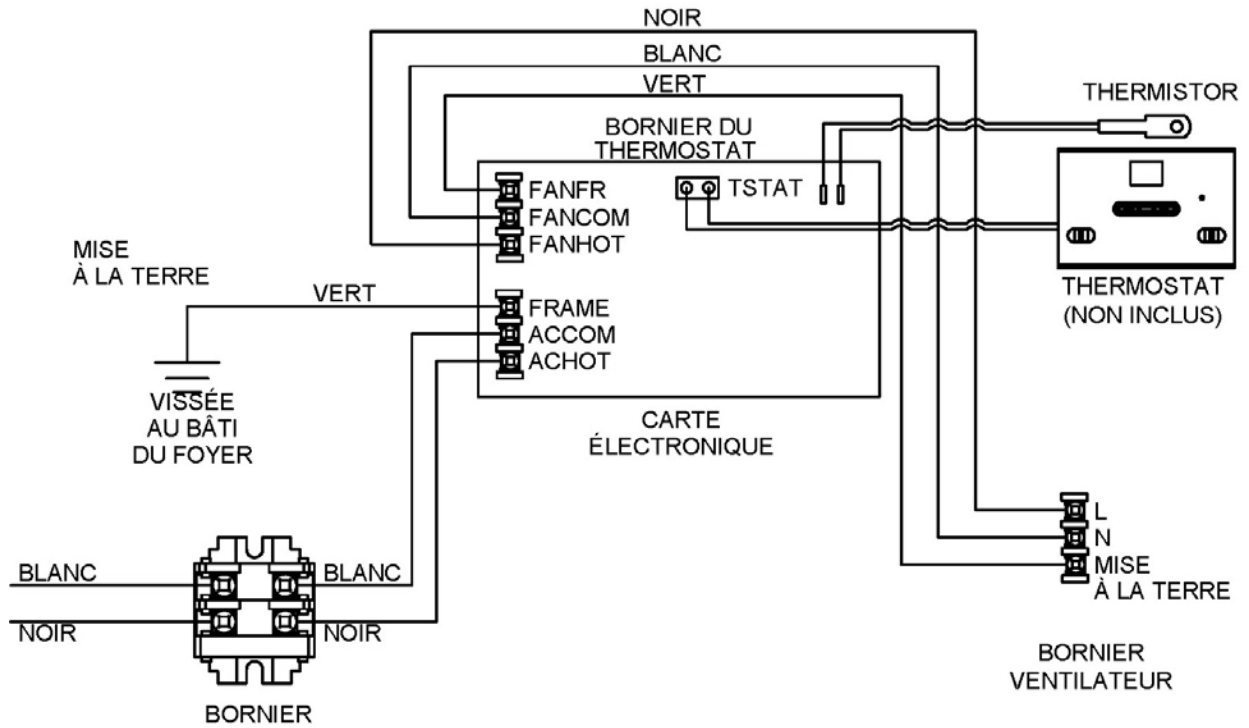 NOIR
BLANC
VERT
THERMISTOR
BORNIER DU
THERMOSTAT
FANFR
FANCOM
FANHOT
TSTAT
MISE
À LA TERRE
VERT
FRAME
ACCOM
ACHOT
THERMOSTAT
(NON INCLUS)
VISSÉE
AU BÂTI
DU FOYER
CARTE
ÉLECTRONIQUE
L
N
MISE
À LA TERRE
BLANC
BLANC
NOIR
NOIR
BORNIER
VENTILATEUR
BORNIER